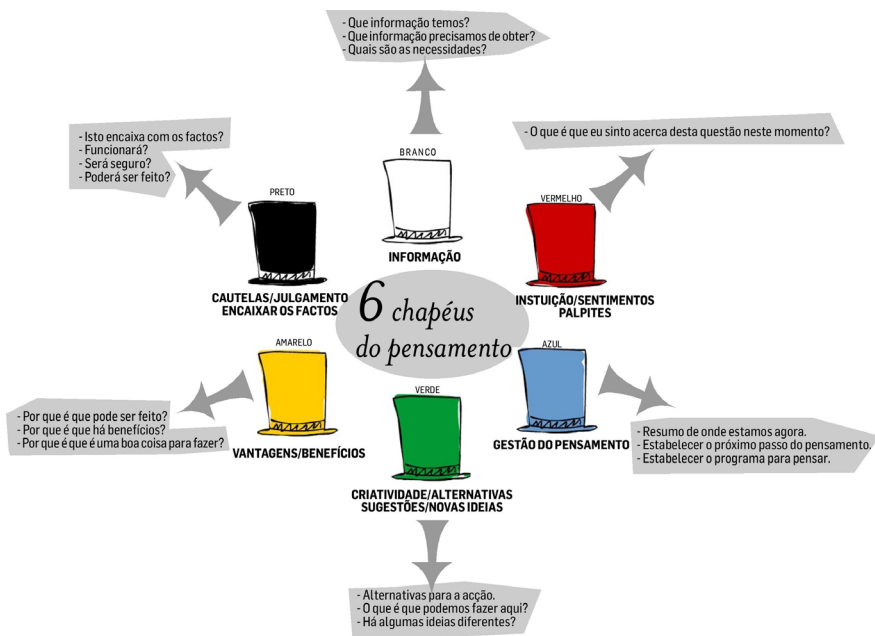 - Que informação temos?
- Que informação precisamos de obter?
- Quais são as necessidades?
- Isto encaixa com os factos?
- Funcionará?
- Será seguro?
- Poderá ser feito?
- O que é que eu sinto acerca desta questão neste momento?
BRANCO
INFORMAÇÃO
PRETO
CAUTELAS/JULGAMENTO
ENCAIXAR OS FACTOS
VERMELHO
INSTUIÇÃO/SENTIMENTOS
PALPITES
6 chapéus
do pensamento
AMARELO
VANTAGENS/BENEFÍCIOS
- Por que é que pode ser feito?
- Por que é que há benefícios?
- Por que é que é uma boa coisa para fazer?
VERDE
CRIATIVIDADE/ALTERNATIVAS
SUGESTÕES/NOVAS IDEIAS
AZUL
GESTÃO DO PENSAMENTO
- Resumo de onde estamos agora.
- Estabelecer o próximo passo do pensamento.
- Estabelecer o programa para pensar.
- Alternativas para a acção.
- O que é que podemos fazer aqui?
- Há algumas ideias diferentes?